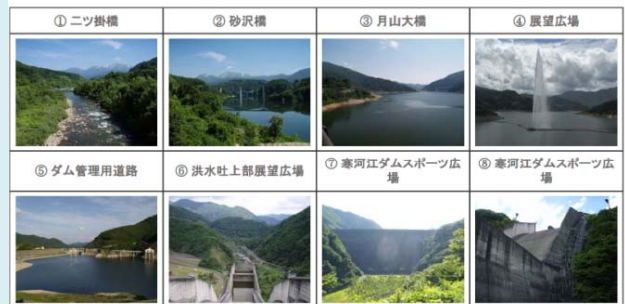 ① 二ツ掛橋
② 砂沢橋
③ 月山大橋
④ 展望広場
⑤ ダム管理用道路
⑥ 洪水吐上部展望広場
⑦ 寒河江ダムスポーツ広
場
⑧ 寒河江ダムスポーツ広
場